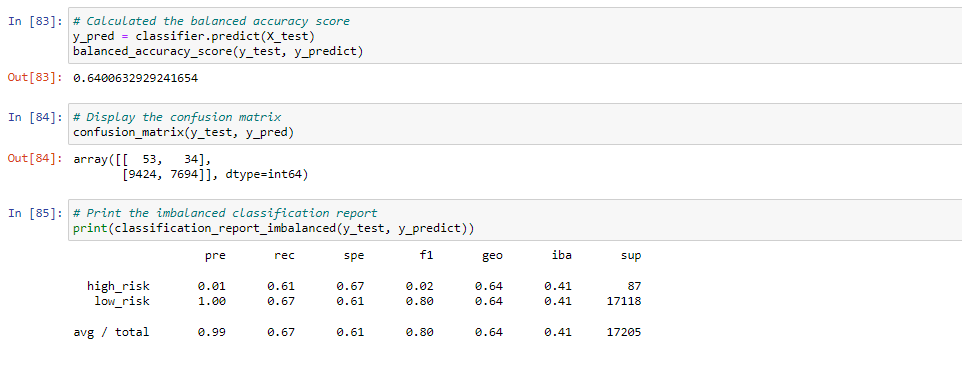 In [83]: # Calculated the balanced accuracy score
y_pred = classifier.predict(X_test)
balanced_accuracy_score(y_test, y_predict)
Out[83]: 0.6400632929241654
In [84]: # Display the confusion matrix
confusion_matrix(y_test, y_pred)
Out[84]: array([[  53,   34],
       [9424, 7694]], dtype=int64)
In [85]: # Print the imbalanced classification report
print(classification_report_imbalanced(y_test, y_predict))
pre rec spe f1 geo iba sup
high_risk 0.01 0.61 0.67 0.02 0.64 0.41 87
low_risk 1.00 0.67 0.61 0.80 0.64 0.41 17118
avg / total 0.99 0.67 0.61 0.80 0.64 0.41 17205